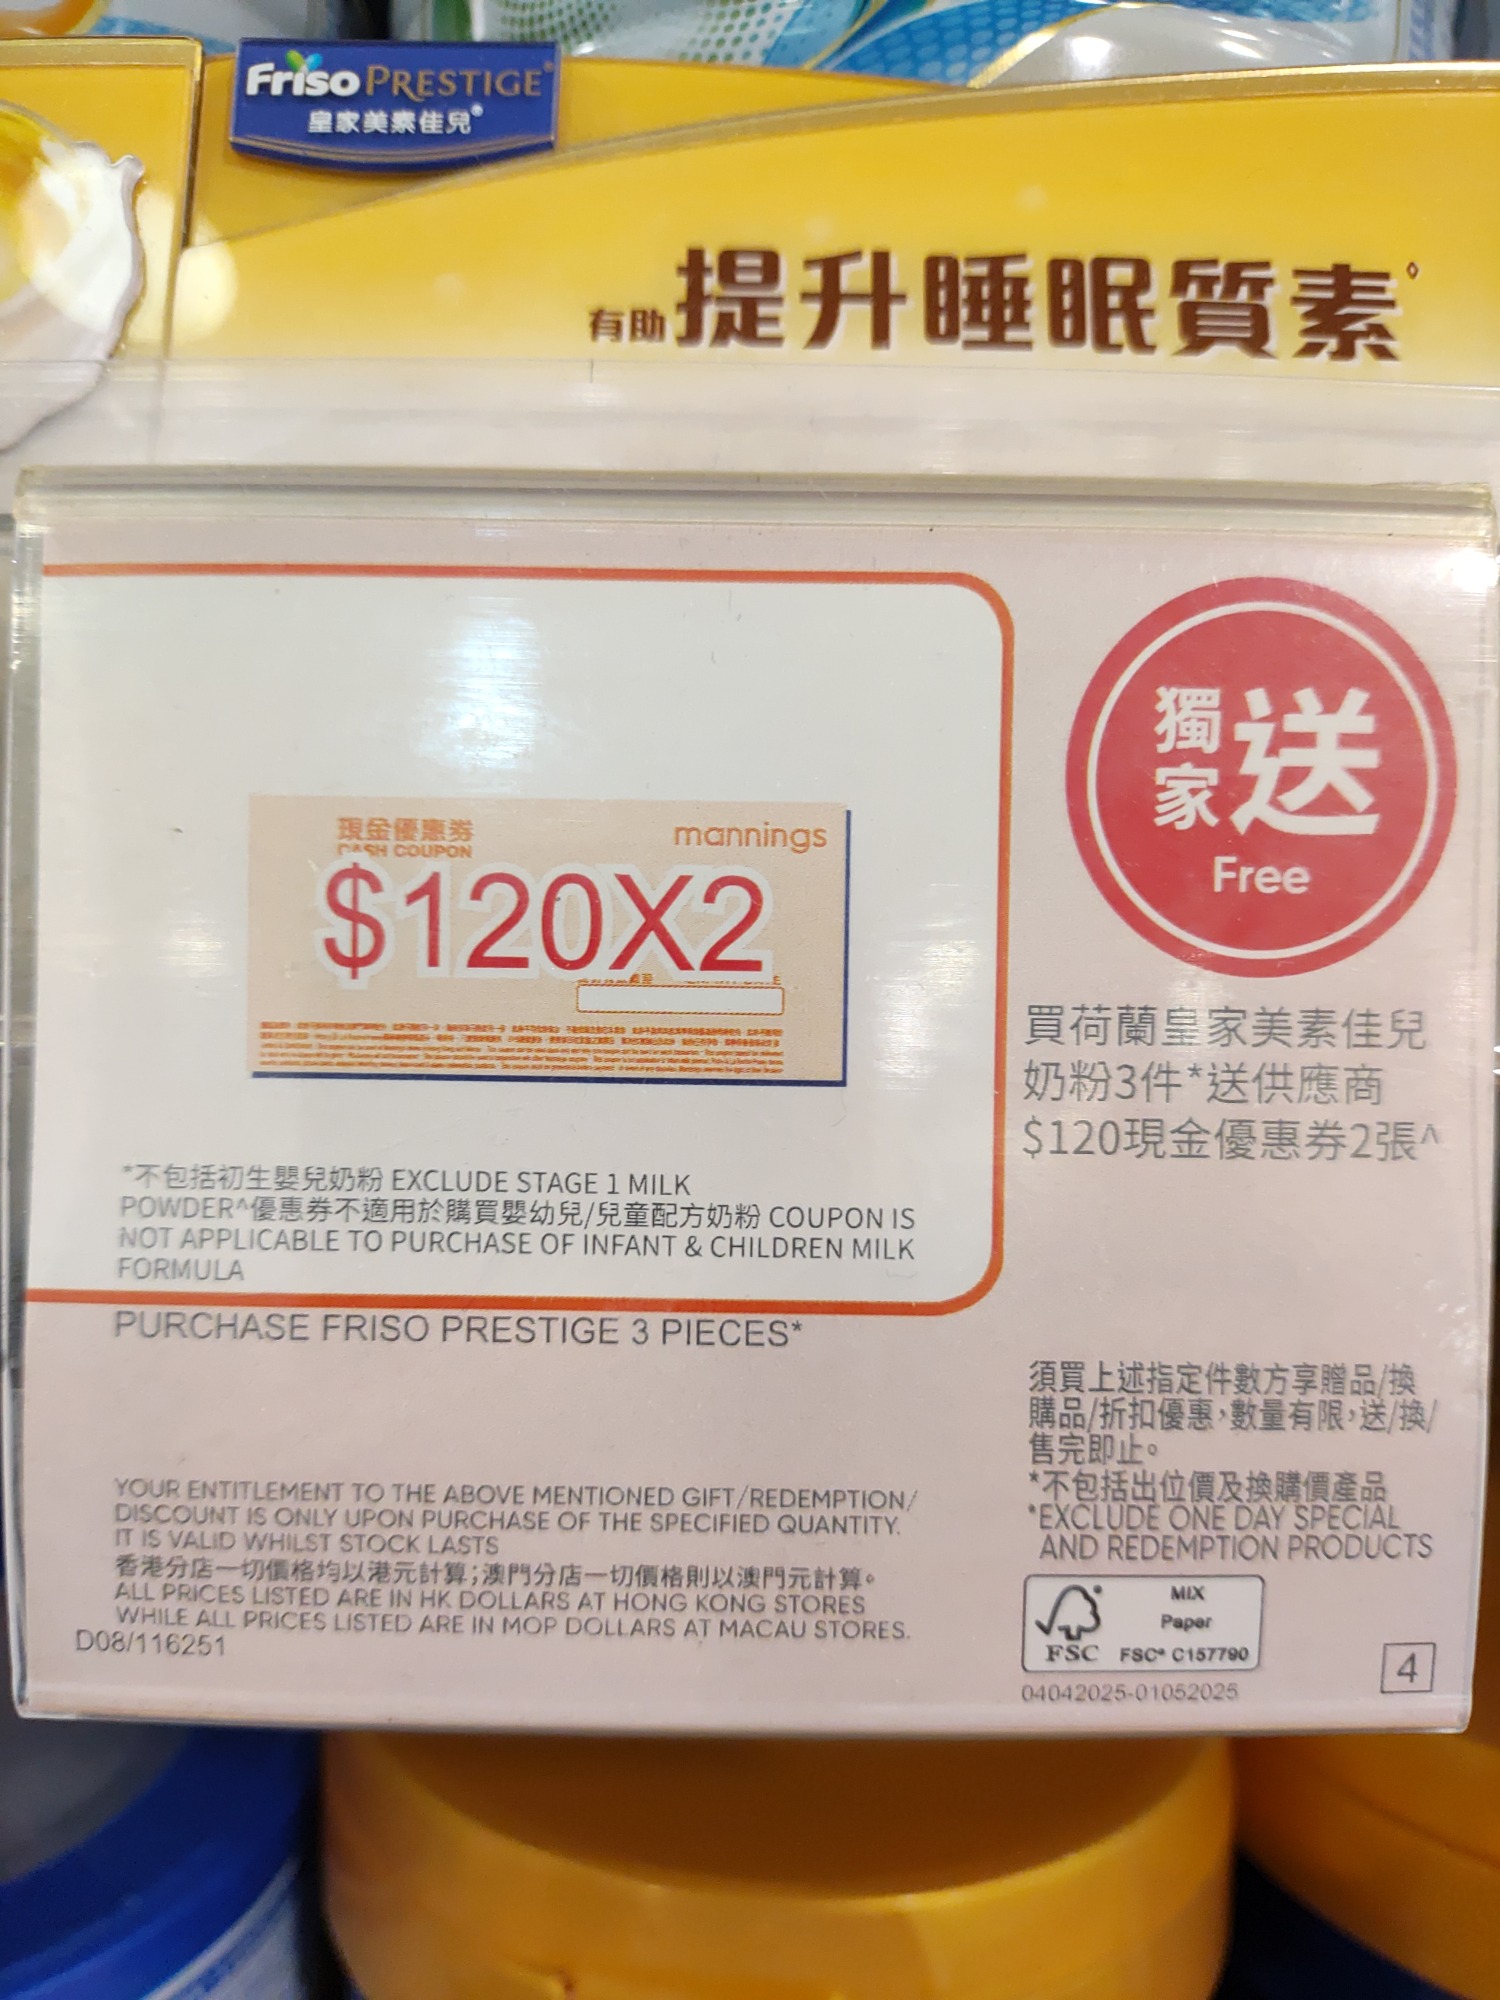 Friso PRESTIGE®
皇家美素佳兒®
有助提升睡眠質素◊
現金優惠券
CASH COUPON
mannings
$120X2
獨家送
Free
買荷蘭皇家美素佳兒
奶粉3件*送供應商
$120現金優惠券2張^
*不包括初生嬰兒奶粉 EXCLUDE STAGE 1 MILK
POWDER^優惠券不適用於購買嬰幼兒/兒童配方奶粉 COUPON IS
NOT APPLICABLE TO PURCHASE OF INFANT & CHILDREN MILK
FORMULA
PURCHASE FRISO PRESTIGE 3 PIECES*
須買上述指定件數方享贈品/換
購品/折扣優惠，數量有限，送/換/
售完即止。
*不包括出位價及換購價產品
*EXCLUDE ONE DAY SPECIAL
AND REDEMPTION PRODUCTS
YOUR ENTITLEMENT TO THE ABOVE MENTIONED GIFT/REDEMPTION/
DISCOUNT IS ONLY UPON PURCHASE OF THE SPECIFIED QUANTITY.
IT IS VALID WHILST STOCK LASTS
香港分店一切價格均以港元計算；澳門分店一切價格則以澳門元計算。
ALL PRICES LISTED ARE IN HK DOLLARS AT HONG KONG STORES
WHILE ALL PRICES LISTED ARE IN MOP DOLLARS AT MACAU STORES.
D08/116251
MIX
Paper
FSC
FSC® C157790
04042025-01052025
4